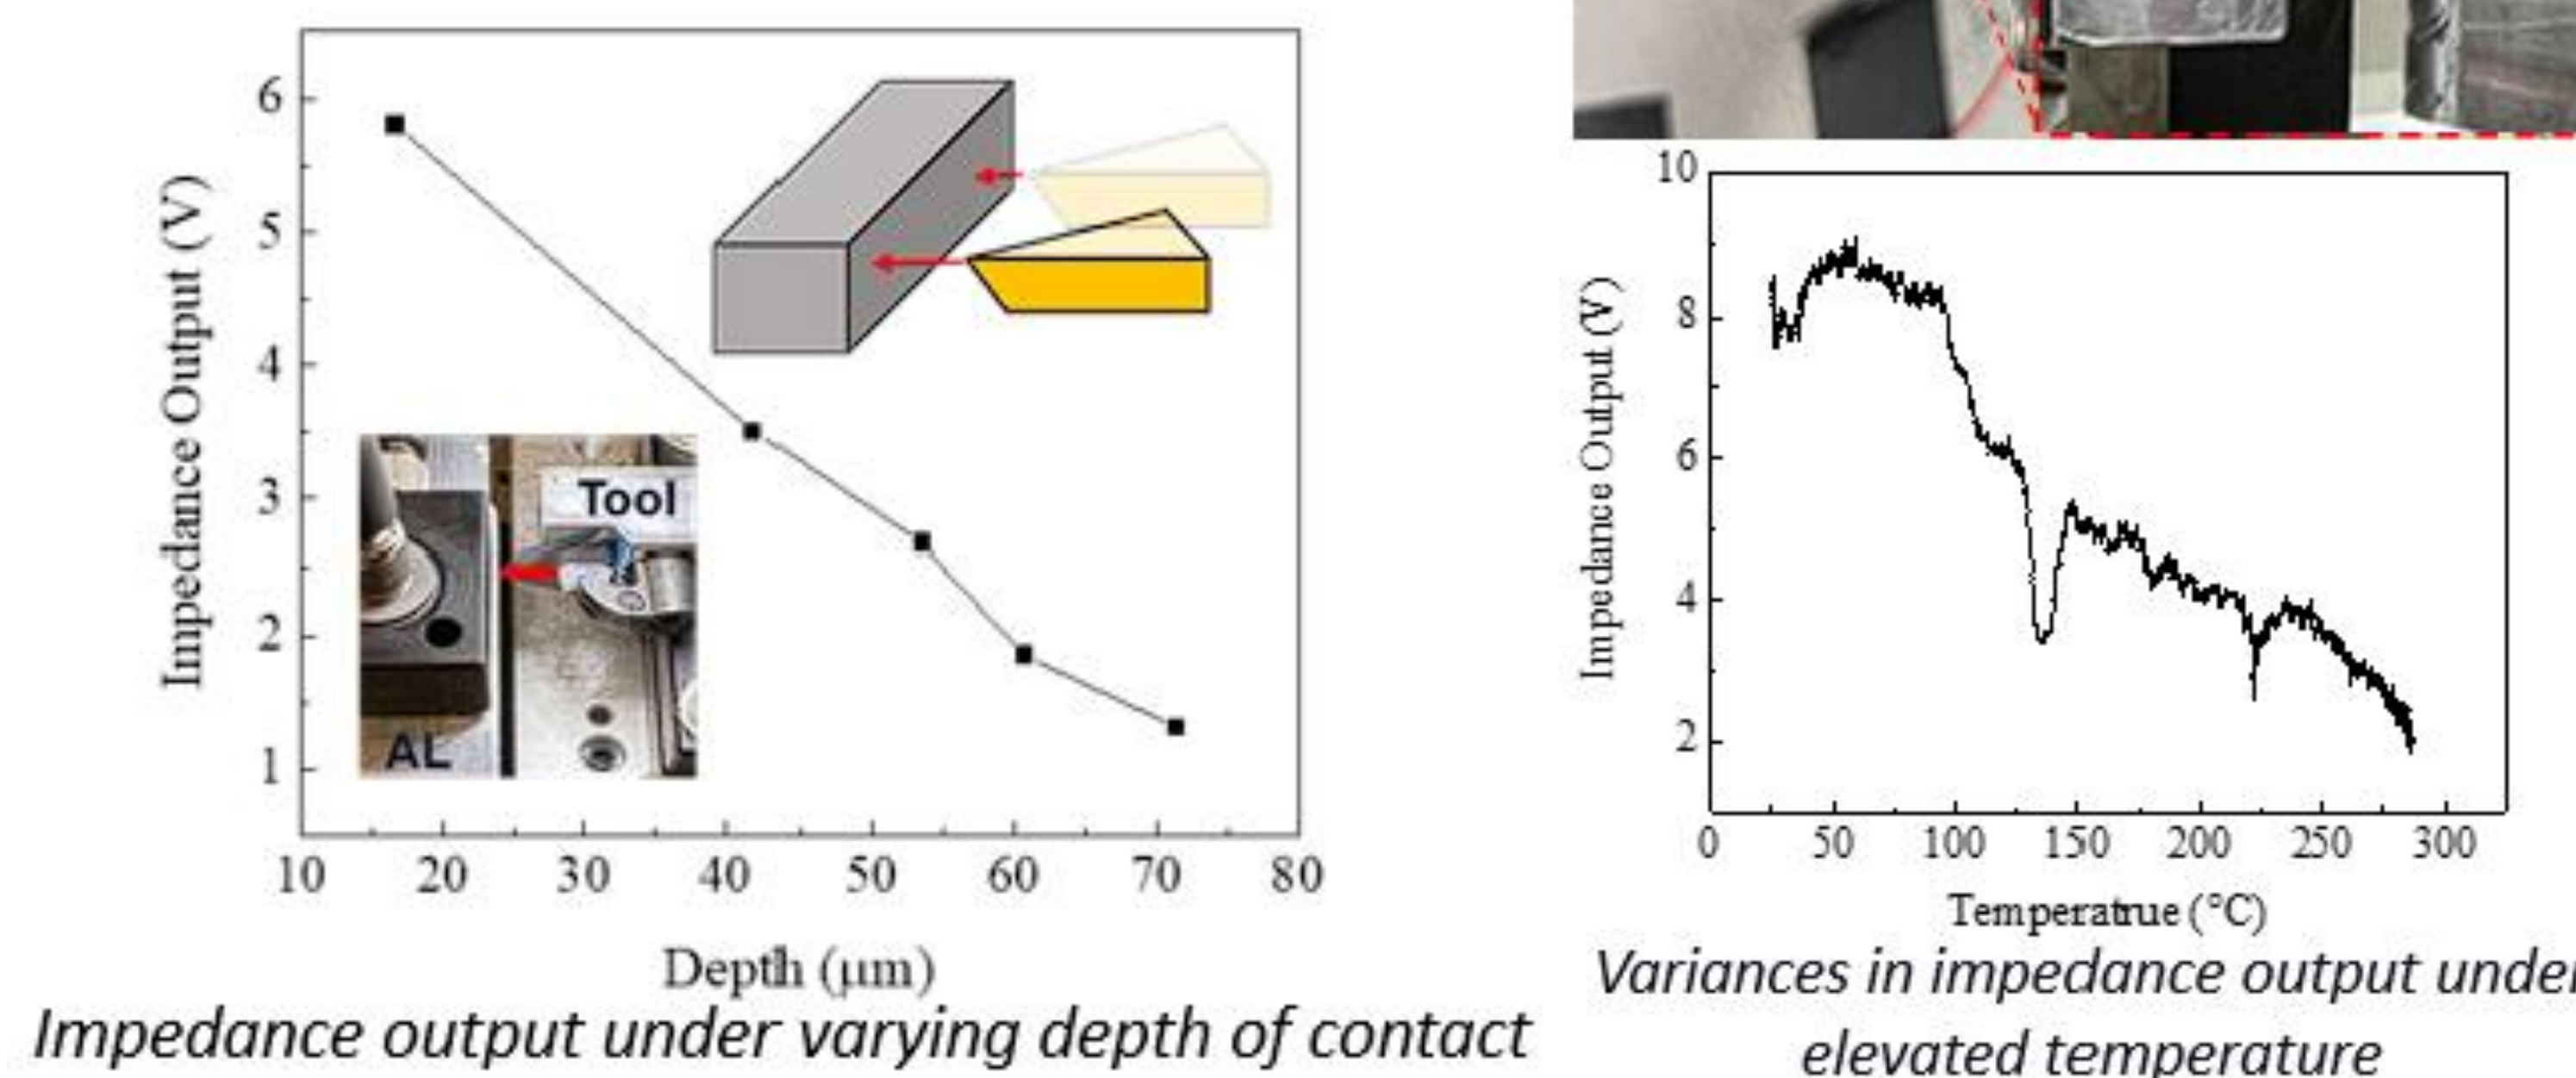 6
5
4
3
2
1
Impedance Output (V)
Tool
AL
10 20 30 40 50 60 70 80
Depth (μm)
Impedance output under varying depth of contact
10
8
6
4
2
Impedance Output (V)
0 50 100 150 200 250 300
Temperatrue (°C)
Variances in impedance output under
elevated temperature